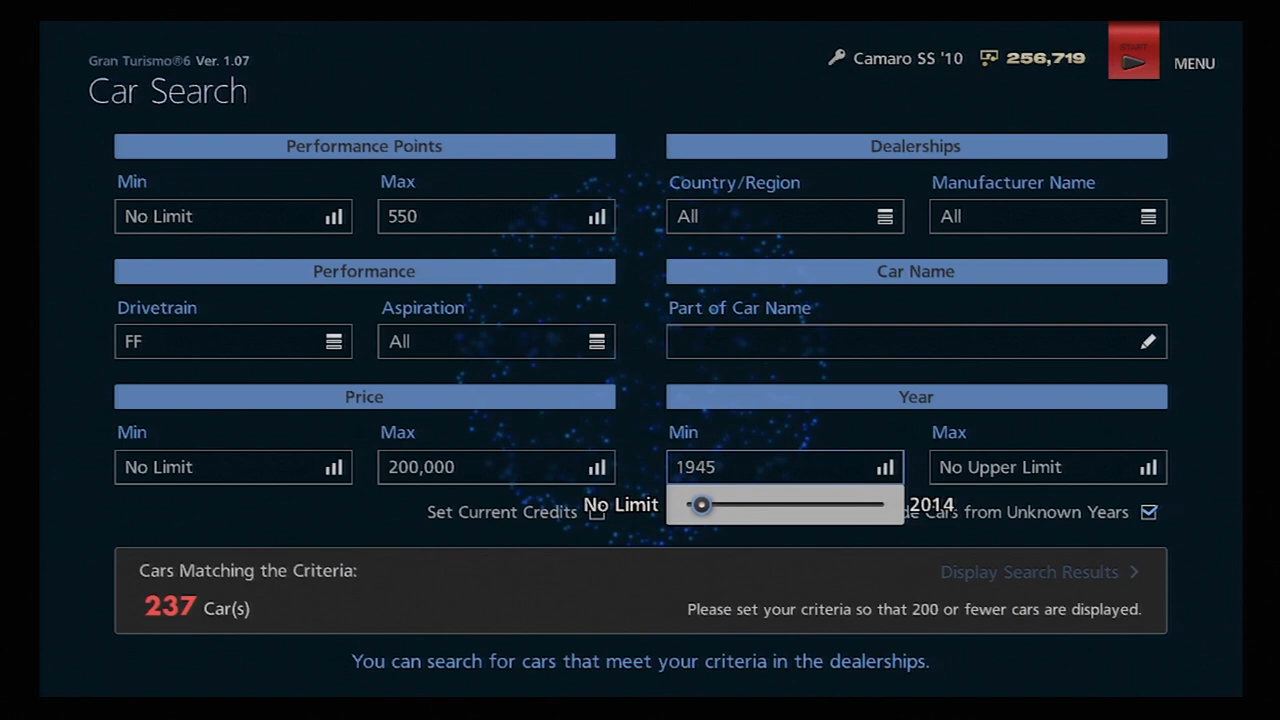 Gran Turismo®6 Ver. 1.07
Car Search
Camaro SS '10
256,719
START
MENU
Performance Points
Min
Max
No Limit
550
Dealerships
Country/Region
Manufacturer Name
All
All
Performance
Drivetrain
Aspiration
FF
All
Car Name
Part of Car Name
Price
Min
Max
No Limit
200,000
Year
Min
Max
1945
No Upper Limit
Set Current Credits
No Limit
2014
Cars from Unknown Years
Cars Matching the Criteria:
237 Car(s)
Display Search Results
Please set your criteria so that 200 or fewer cars are displayed.
You can search for cars that meet your criteria in the dealerships.